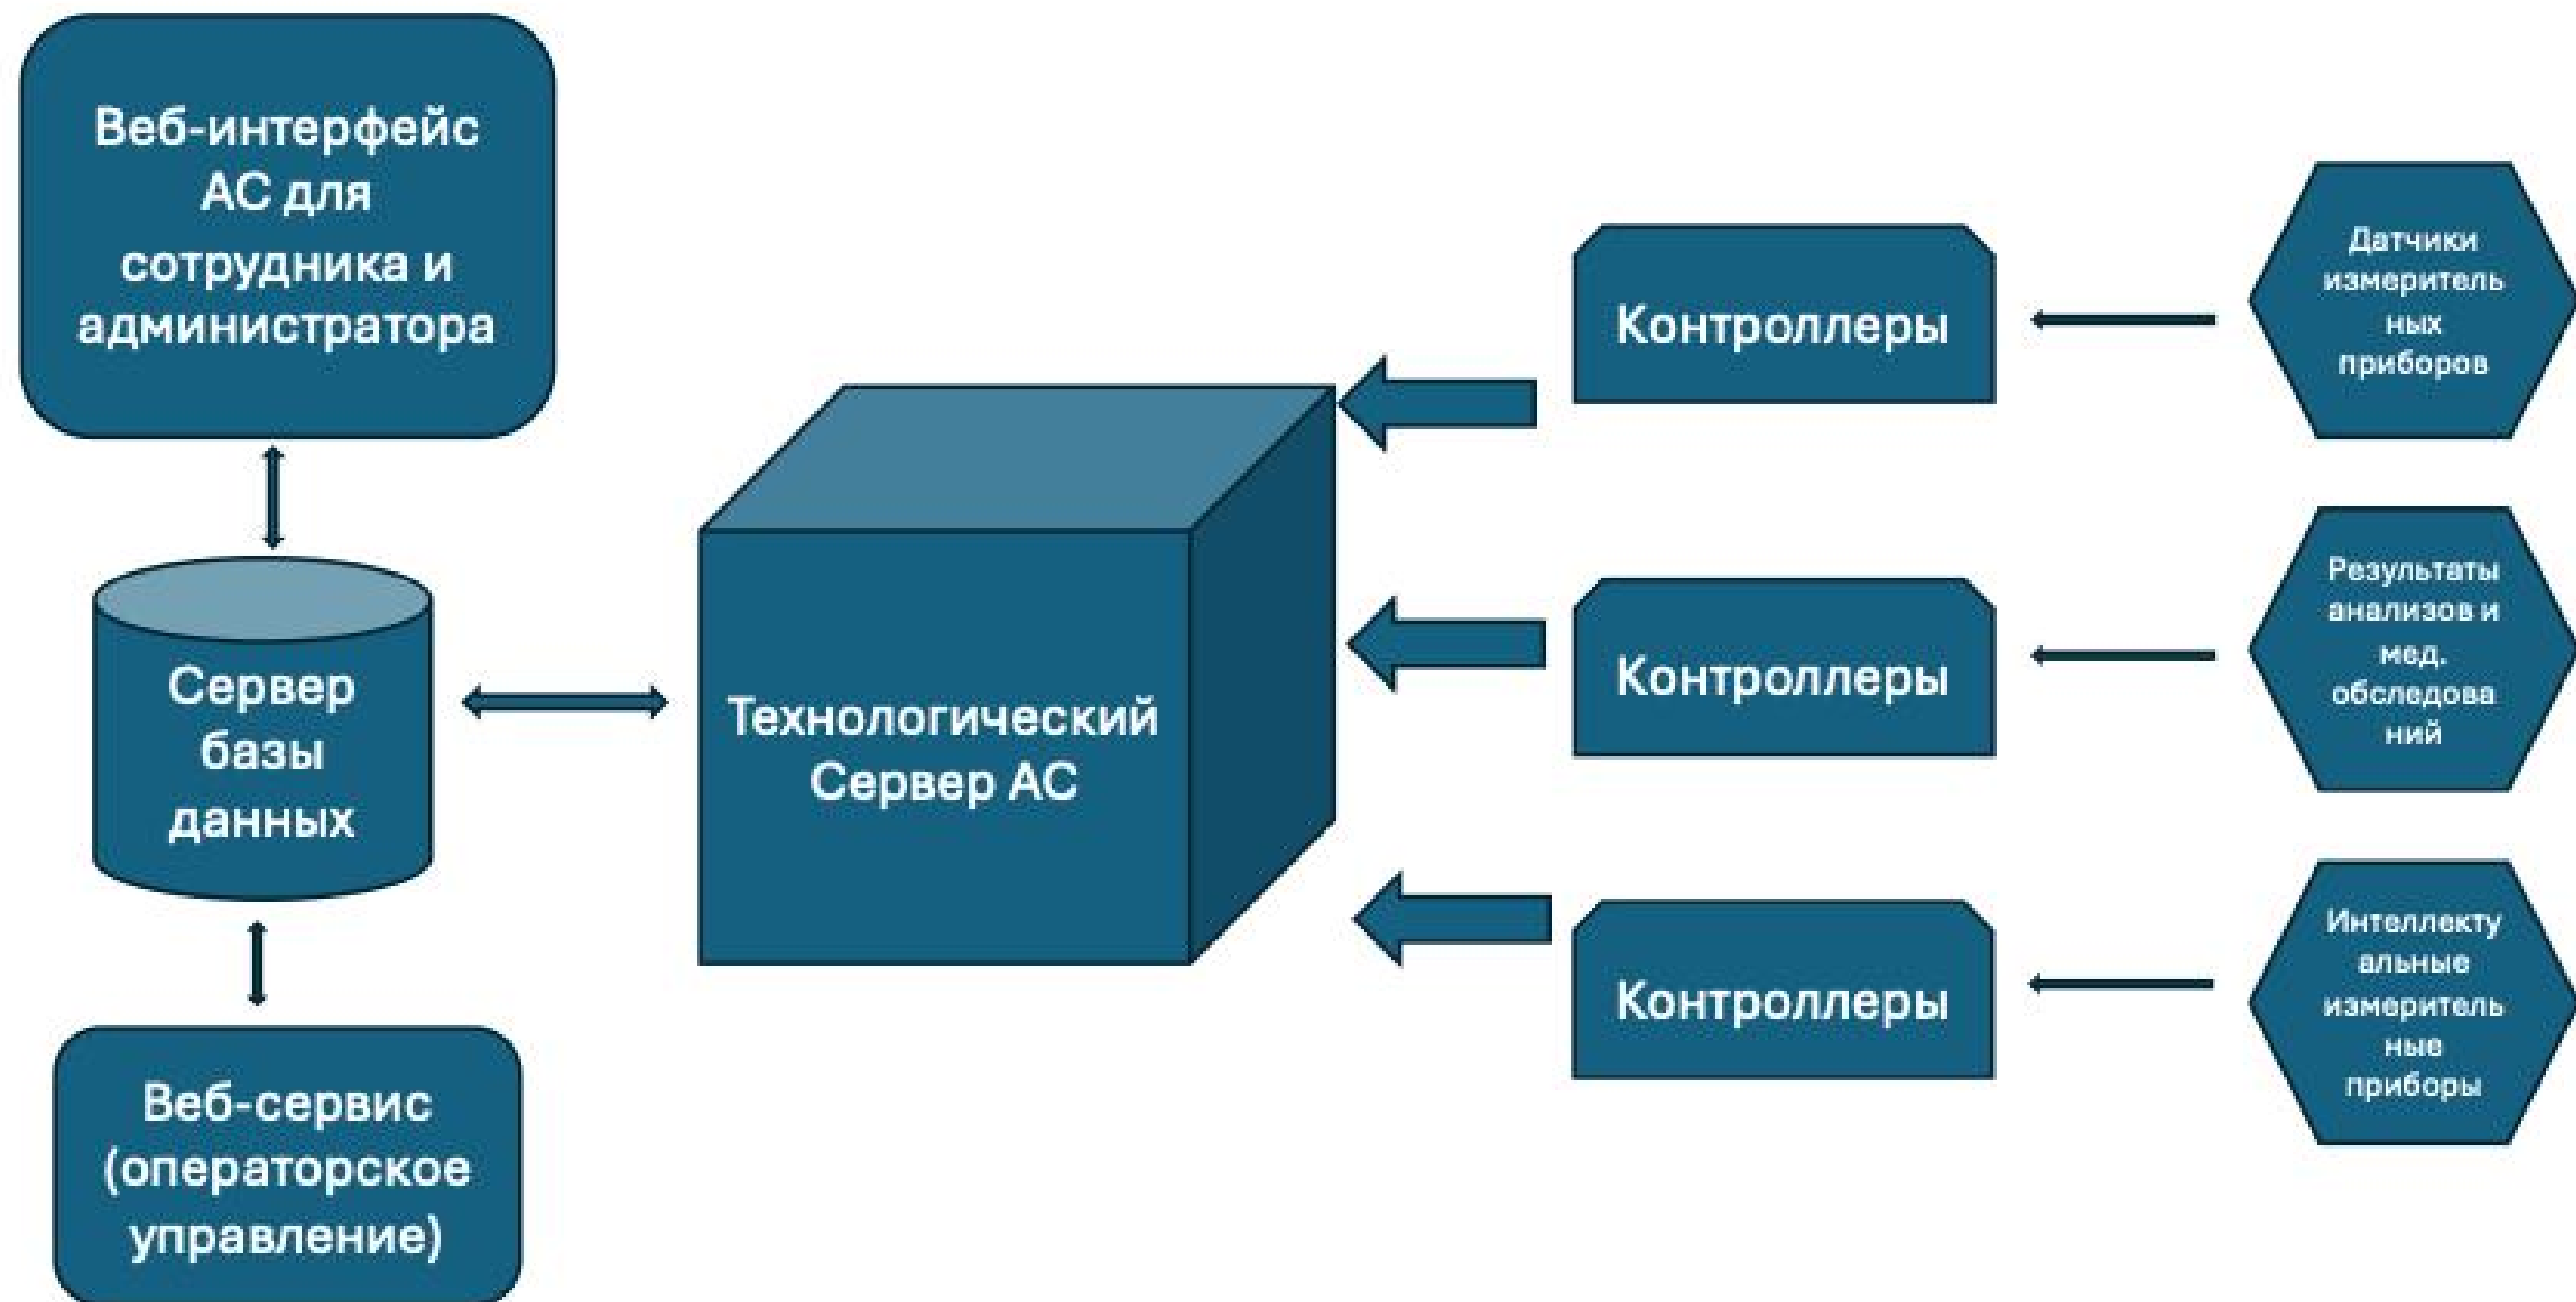 Веб-интерфейс
АС для
сотрудника и
администратора
Сервер
базы
данных
Веб-сервис
(операторское
управление)
Технологический
Сервер АС
Контроллеры
Контроллеры
Контроллеры
Датчики
измеритель
ных
приборов
Результаты
анализов и
мед.
обследова
ний
Интеллекту
альные
измеритель
ные
приборы